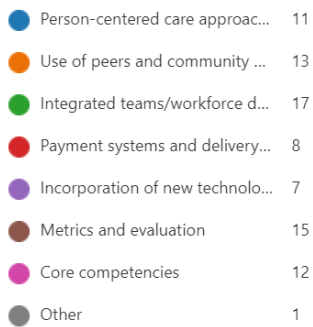 Person-centered care approac... 11
Use of peers and community ... 13
Integrated teams/workforce d... 17
Payment systems and delivery... 8
Incorporation of new technolo... 7
Metrics and evaluation 15
Core competencies 12
Other 1